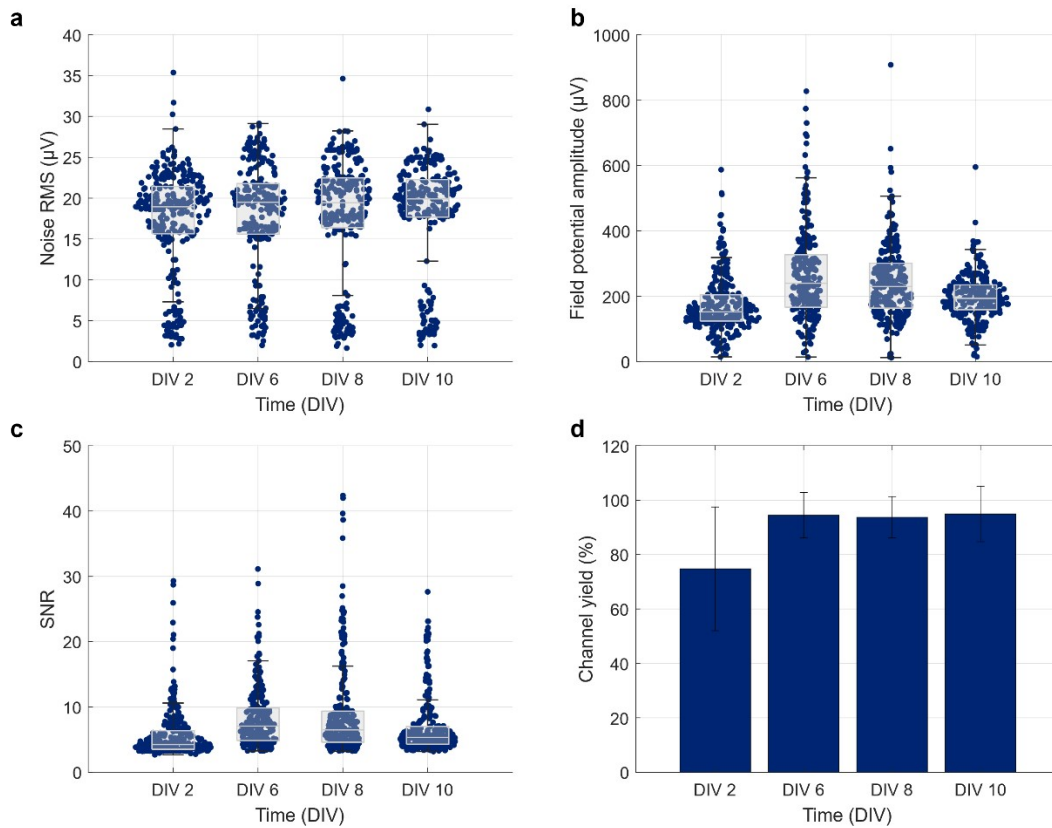 a
40
35
30
25
20
15
10
5
0
Noise RMS (µV)
DIV 2 DIV 6 DIV 8 DIV 10
Time (DIV)
b
1000
800
600
400
200
0
Field potential amplitude (µV)
DIV 2 DIV 6 DIV 8 DIV 10
Time (DIV)
c
50
40
30
20
10
0
SNR
DIV 2 DIV 6 DIV 8 DIV 10
Time (DIV)
d
120
100
80
60
40
20
0
Channel yield (%)
DIV 2 DIV 6 DIV 8 DIV 10
Time (DIV)